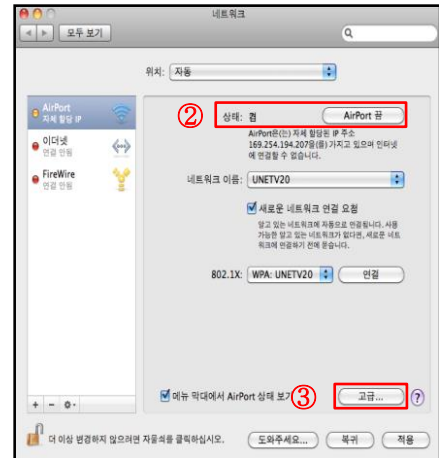 네트워크
모두 보기
위치: 자동
AirPort
자체 할당 IP
이더넷
연결 안됨
FireWire
연결 안됨
② 상태: 켬 AirPort 끔
AirPort은(는) 자체 할당된 IP 주소
169.254.194.207을(를) 가지고 있으며 인터넷
에 연결할 수 없습니다.
네트워크 이름: UNETV20
새로운 네트워크 연결 요청
알고 있는 네트워크에 자동으로 연결됩니다. 사용
가능한 알고 있는 네트워크가 없다면, 새로운 네트
워크에 연결하기 전에 묻습니다.
802.1X: WPA: UNETV20 연결
메뉴 막대에서 AirPort 상태 보기 ③ 고급... ?
+ −
더 이상 변경하지 않으려면 자물쇠를 클릭하십시오. 도와주세요... 복귀 적용